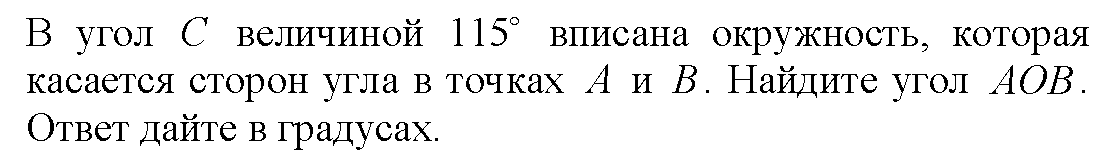 В угол C величиной 115° вписана окружность, которая
касается сторон угла в точках A и B. Найдите угол AOB.
Ответ дайте в градусах.